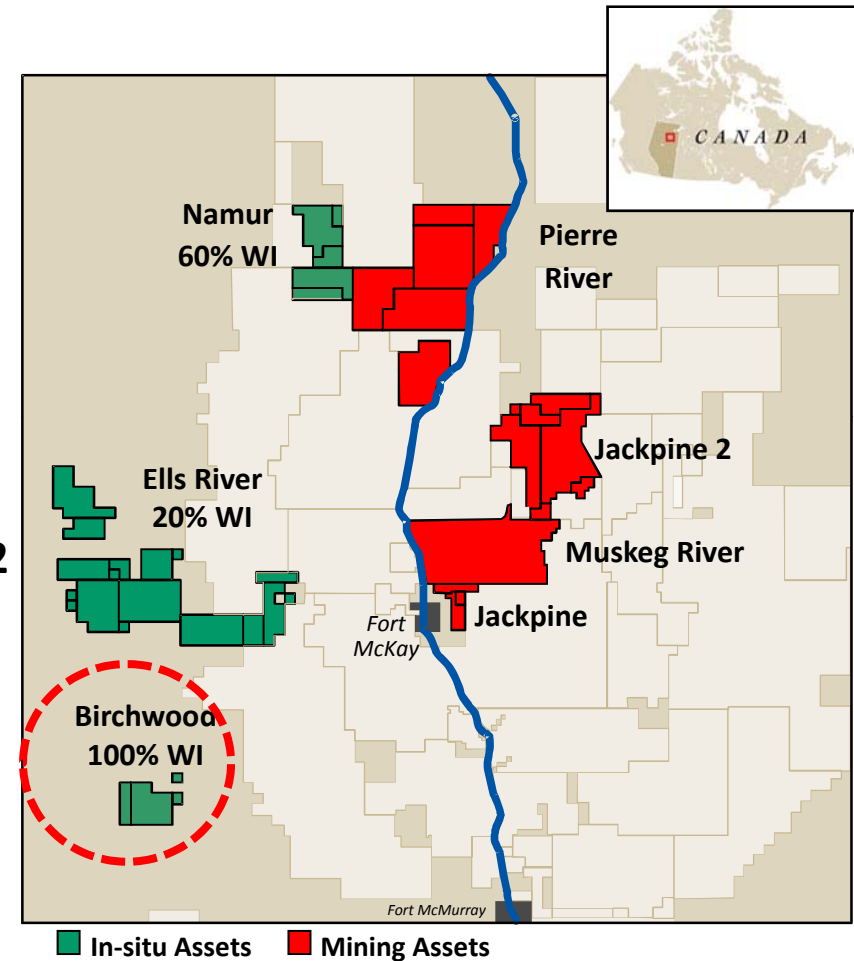 CANADA
Namur
60% WI
Pierre
River
Ells River
20% WI
Jackpine 2
2
Muskeg River
Fort
McKay
Jackpine
Birchwood
100% WI
Fort McMurray
In-situ Assets
Mining Assets